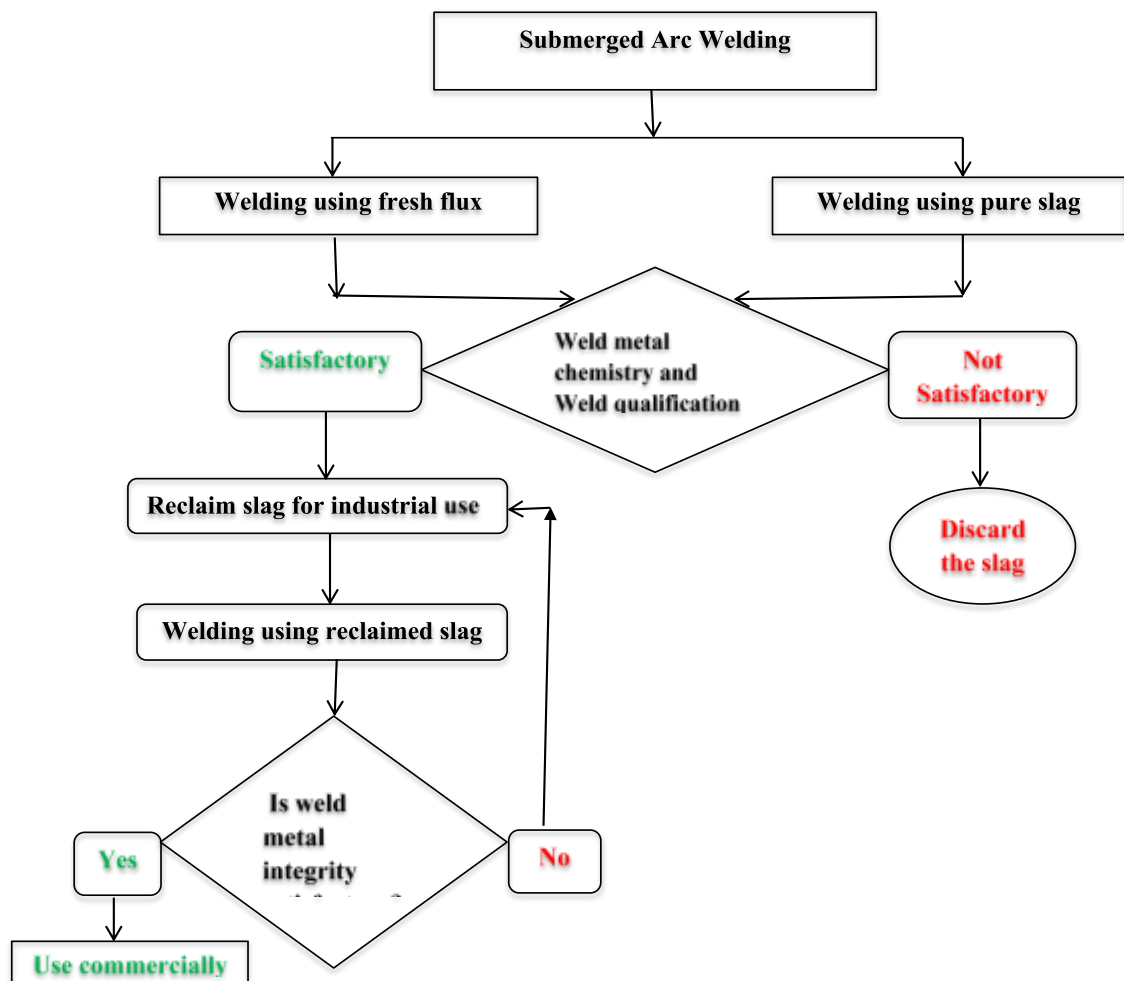 Submerged Arc Welding
Welding using fresh flux
Welding using pure slag
Satisfactory
Weld metal
chemistry and
Weld qualification
Not
Satisfactory
Reclaim slag for industrial use
Discard
the slag
Welding using reclaimed slag
Is weld
metal
integrity
Yes
No
Use commercially